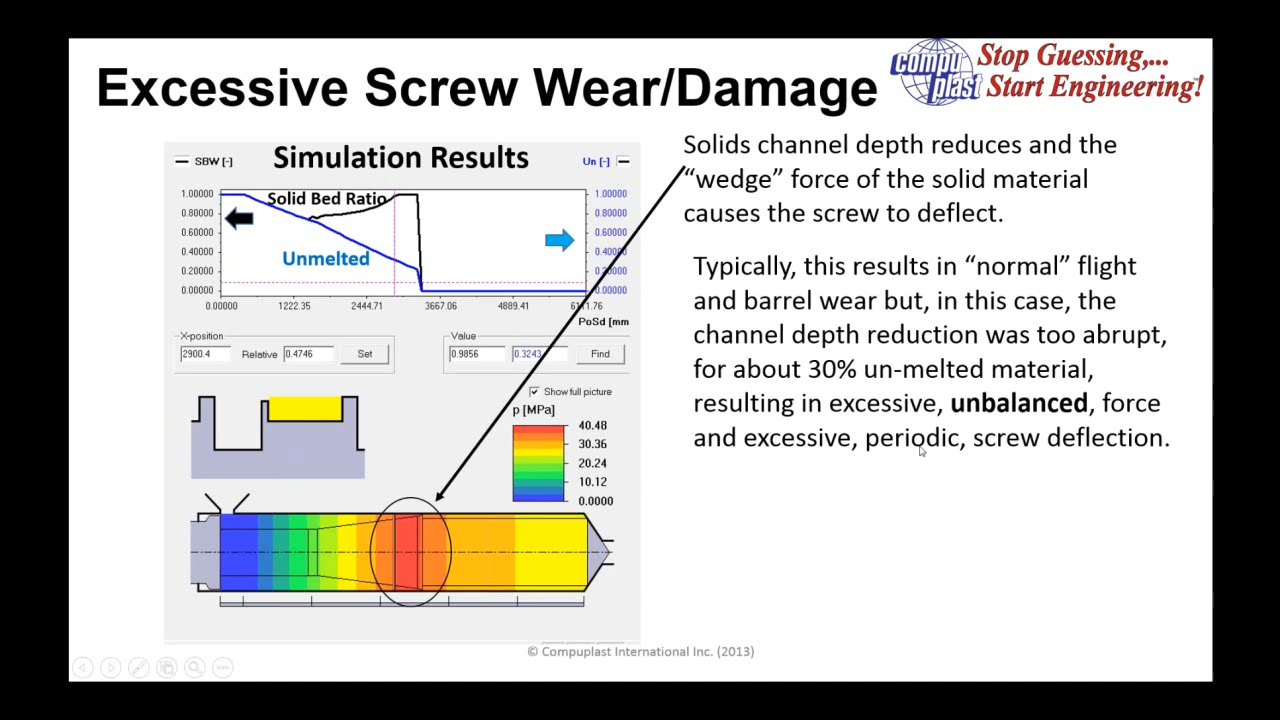 Excessive Screw Wear/Damage
compu
plast
Stop Guessing,...
Start Engineering!
SBW [-]
Simulation Results
Un [-]
1.00000
0.80000
0.60000
0.40000
0.20000
0.00000
Solid Bed Ratio
Unmelted
1.00000
0.80000
0.60000
0.40000
0.20000
0.00000
0.00000 1222.35 2444.71 3667.06 4889.41
PoSd [mm
X-position
2900.4 Relative 0.4746 Set
Value
0.9856 0.3243 Find
Show full picture
p [MPa]
40.48
30.36
20.24
10.12
0.0000
Solids channel depth reduces and the
“wedge” force of the solid material
causes the screw to deflect.
Typically, this results in “normal” flight
and barrel wear but, in this case, the
channel depth reduction was too abrupt,
for about 30% un-melted material,
resulting in excessive, unbalanced, force
and excessive, periodic, screw deflection.
© Compuplast International Inc. (2013)